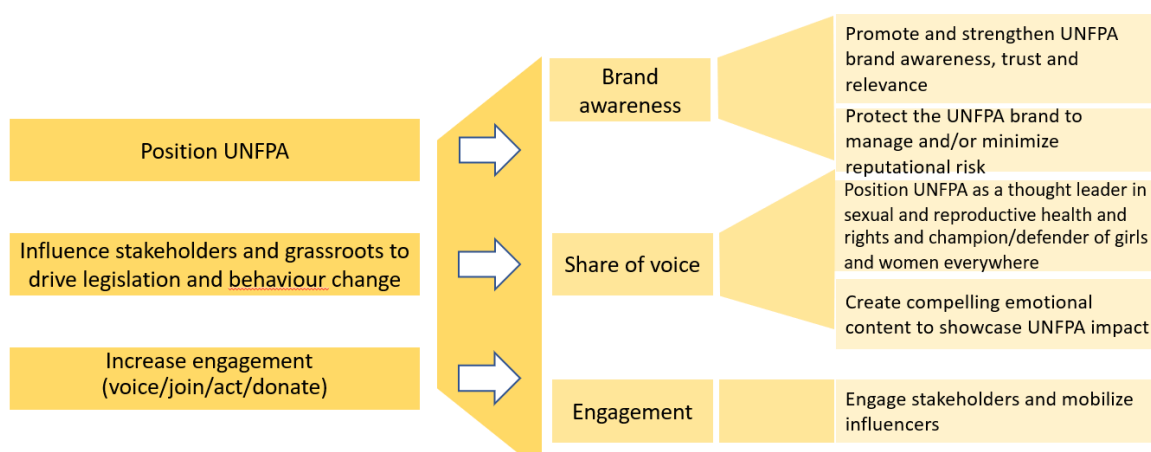 Position UNFPA
Influence stakeholders and grassroots to
drive legislation and behaviour change
Increase engagement
(voice/join/act/donate)
Brand
awareness
Share of voice
Engagement
Promote and strengthen UNFPA
brand awareness, trust and
relevance
Protect the UNFPA brand to
manage and/or minimize
reputational risk
Position UNFPA as a thought leader in
sexual and reproductive health and
rights and champion/defender of girls
and women everywhere
Create compelling emotional
content to showcase UNFPA impact
Engage stakeholders and mobilize
influencers